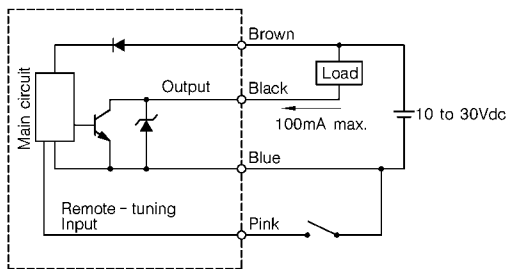 Brown
Load
Output
Black
Main circuit
100mA max.
10 to 30Vdc
Blue
Remote-tuning
Input
Pink